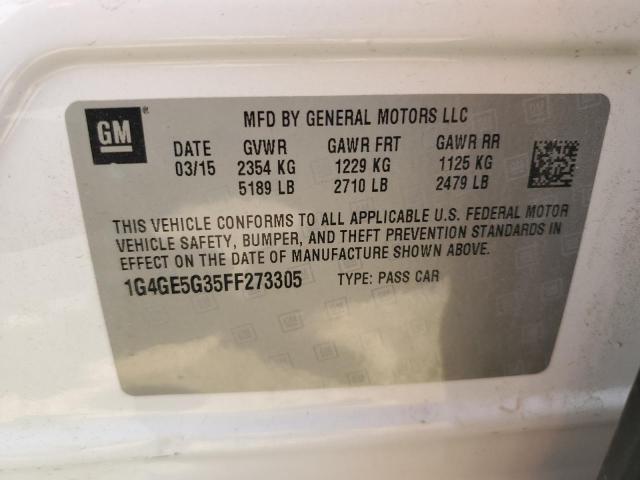 GM
MFD BY GENERAL MOTORS LLC
DATE GVWR GAWR FRT GAWR RR
03/15 2354 KG 1229 KG 1125 KG
5189 LB 2710 LB 2479 LB
THIS VEHICLE CONFORMS TO ALL APPLICABLE U.S. FEDERAL MOTOR
VEHICLE SAFETY, BUMPER, AND THEFT PREVENTION STANDARDS IN
EFFECT ON THE DATE OF MANUFACTURE SHOWN ABOVE.
1G4GE5G35FF273305 TYPE: PASS CAR